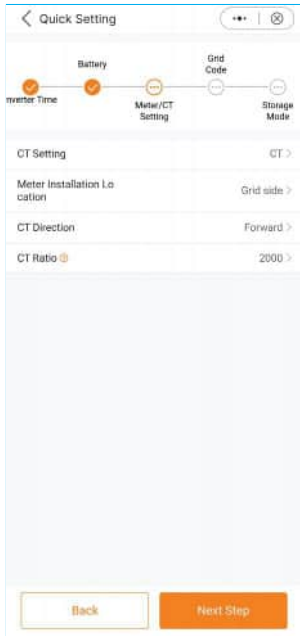 Quick Setting
Battery
Grid
Code
nverter Time
Meter/CT
Setting
Storage
Mode
CT Setting
CT
Meter Installation Lo
cation
Grid side
CT Direction
Forward
CT Ratio
2000
Back
Next Step